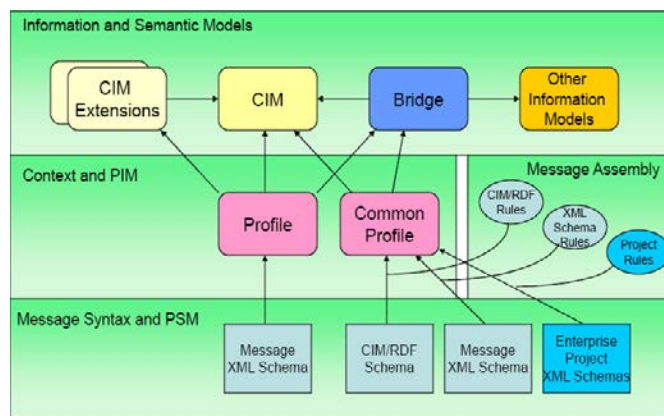 Information and Semantic Models
CIM
Extensions
CIM
Bridge
Other
Information
Models
Context and PIM
Message Assembly
CIM/RDF
Rules
XML
Schema
Rules
Project
Rules
Profile
Common
Profile
Message Syntax and PSM
Message
XML Schema
CIM/RDF
Schema
Message
XML Schema
Enterprise
Project
XML Schemas